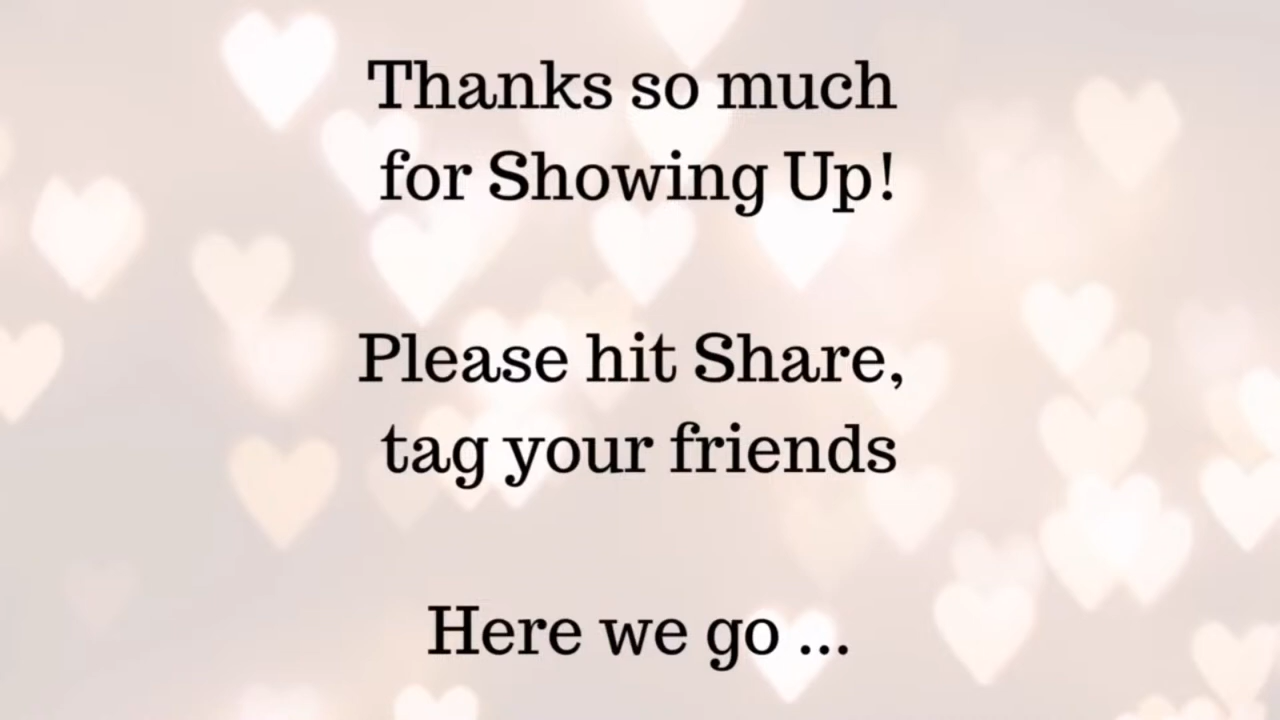 Thanks so much
for Showing Up!
Please hit Share,
tag your friends
Here we go ...